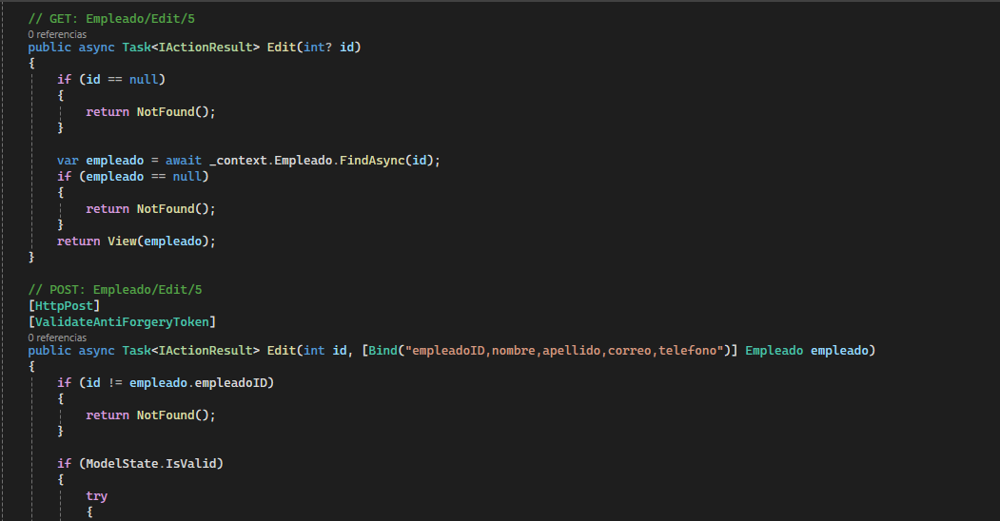 // GET: Empleado/Edit/5
0 referencias
public async Task<IActionResult> Edit(int? id)
{
if (id == null)
{
return NotFound();
}
var empleado = await _context.Empleado.FindAsync(id);
if (empleado == null)
{
return NotFound();
}
return View(empleado);
}
// POST: Empleado/Edit/5
[HttpPost]
[ValidateAntiForgeryToken]
0 referencias
public async Task<IActionResult> Edit(int id, [Bind("empleadoID,nombre,apellido,correo,telefono")] Empleado empleado)
{
if (id != empleado.empleadoID)
{
return NotFound();
}
if (ModelState.IsValid)
{
try
{